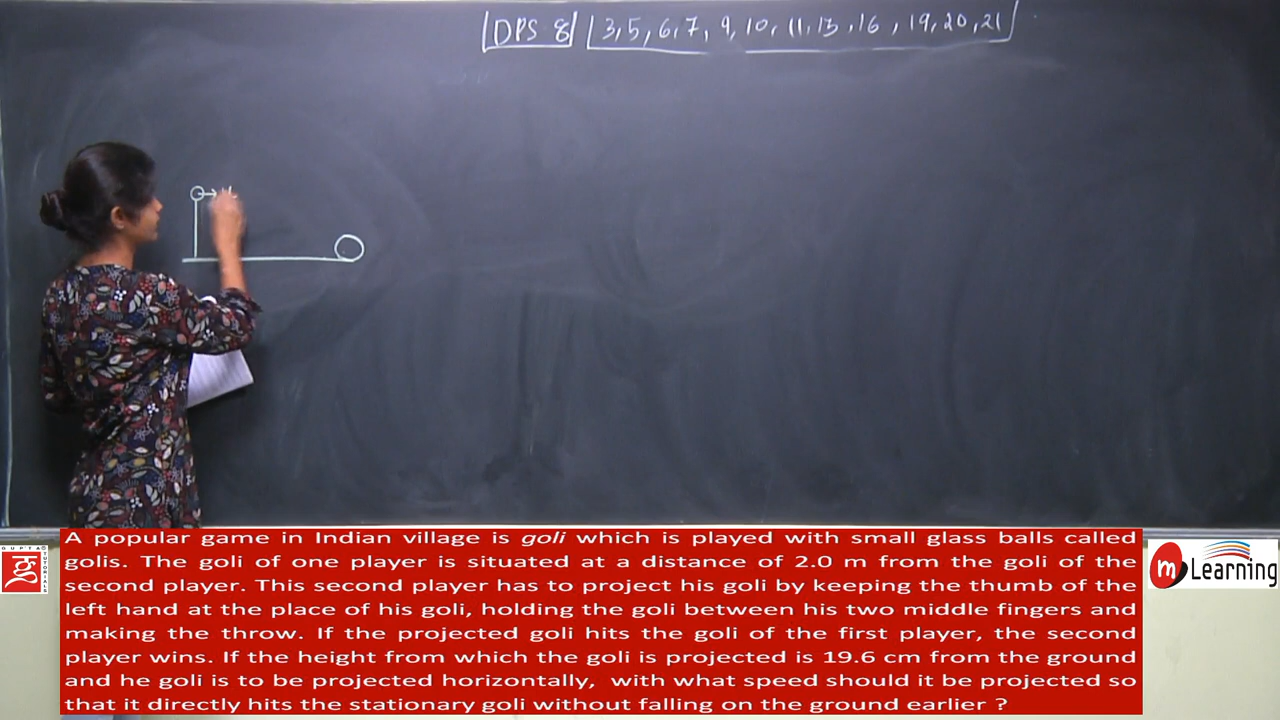 DPS 8 3,5,6,7,9,10,11,13,16,19,20,21
A popular game in Indian village is goli which is played with small glass balls called
golis. The goli of one player is situated at a distance of 2.0 m from the goli of the
second player. This second player has to project his goli by keeping the thumb of the
left hand at the place of his goli, holding the goli between his two middle fingers and
making the throw. If the projected goli hits the goli of the first player, the second
player wins. If the height from which the goli is projected is 19.6 cm from the ground
and he goli is to be projected horizontally, with what speed should it be projected so
that it directly hits the stationary goli without falling on the ground earlier ?
GUPTA
TUTORIALS
m Learning